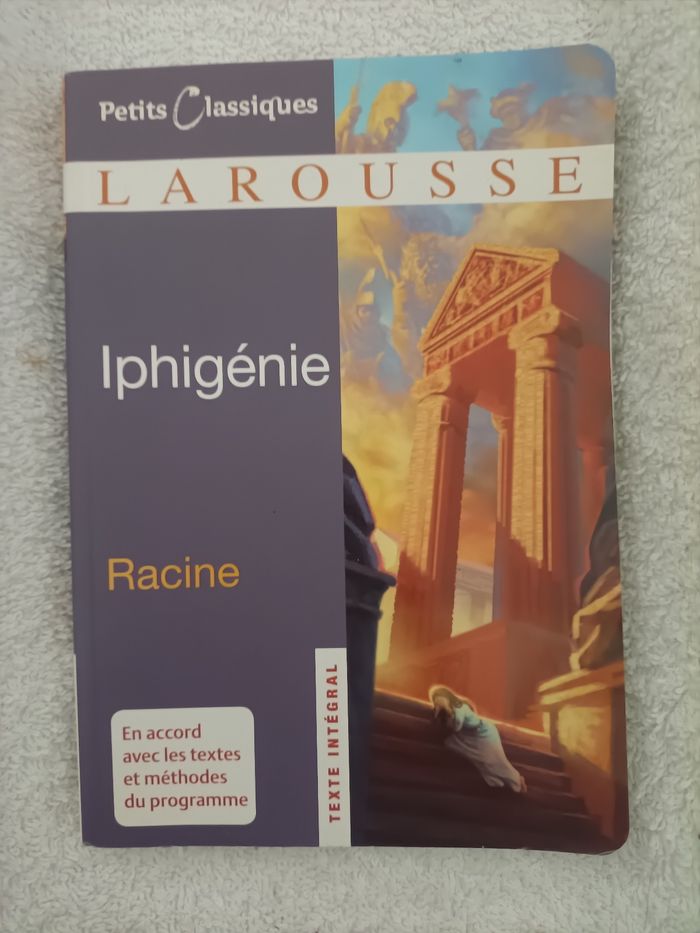 Petits Classiques
LAROUSSE
Iphigénie
Racine
TEXTE INTÉGRAL
En accord
avec les textes
et méthodes
du programme